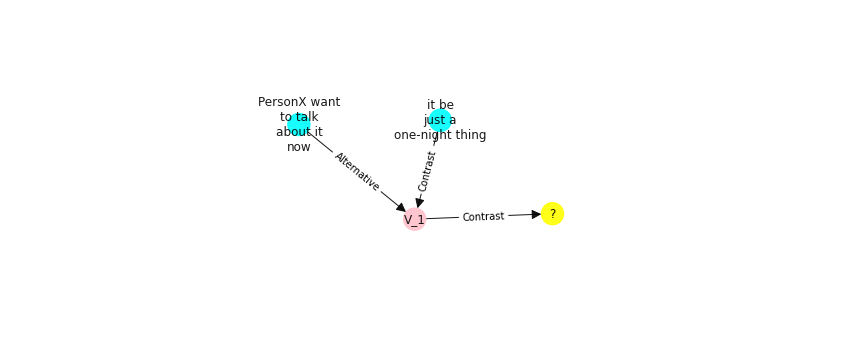 PersonX want
to talk
about it
now
it be
just a
one-night thing
Alternative
Contrast
V_1
Contrast
?